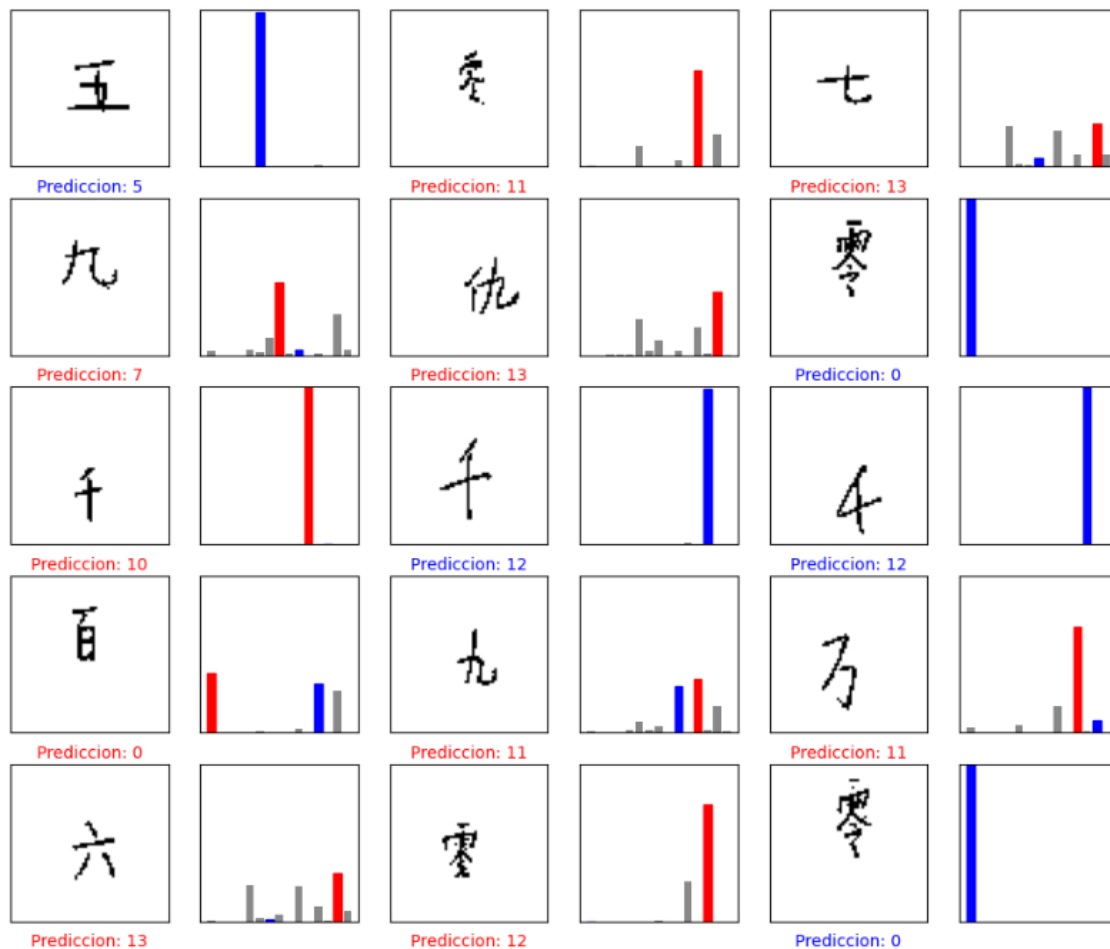 五 零 七
Prediccion: 5 Prediccion: 11 Prediccion: 13
九 仇 零
Prediccion: 7 Prediccion: 13 Prediccion: 0
千 千 千
Prediccion: 10 Prediccion: 12 Prediccion: 12
百 九 万
Prediccion: 0 Prediccion: 11 Prediccion: 11
六 零 零
Prediccion: 13 Prediccion: 12 Prediccion: 0